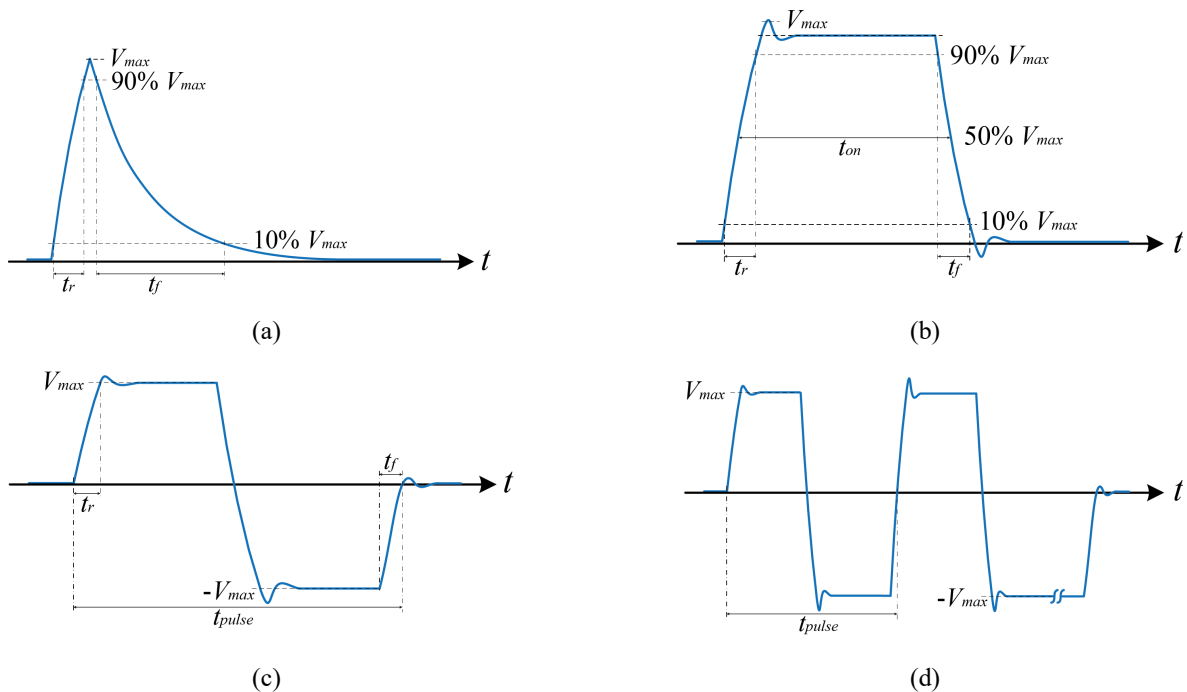 Vmax
90% Vmax
10% Vmax
t
tr
tf
(a)
Vmax
90% Vmax
50% Vmax
ton
10% Vmax
t
tr
tf
(b)
Vmax
tf
t
tr
-Vmax
tpulse
(c)
Vmax
t
-Vmax
tpulse
(d)